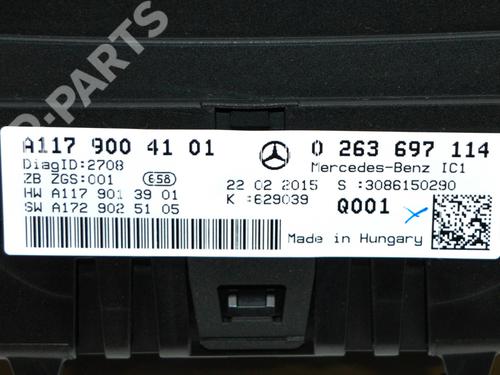 B-PARTS
A117 900 41 01
0 263 697 114
DiagID:2708
Mercedes-Benz IC1
ZB ZGS:001
E58
22 02 2015 S :3086150290
HW A117 901 39 01
K :629039
Q001
SW A172 902 51 05
Made in Hungary